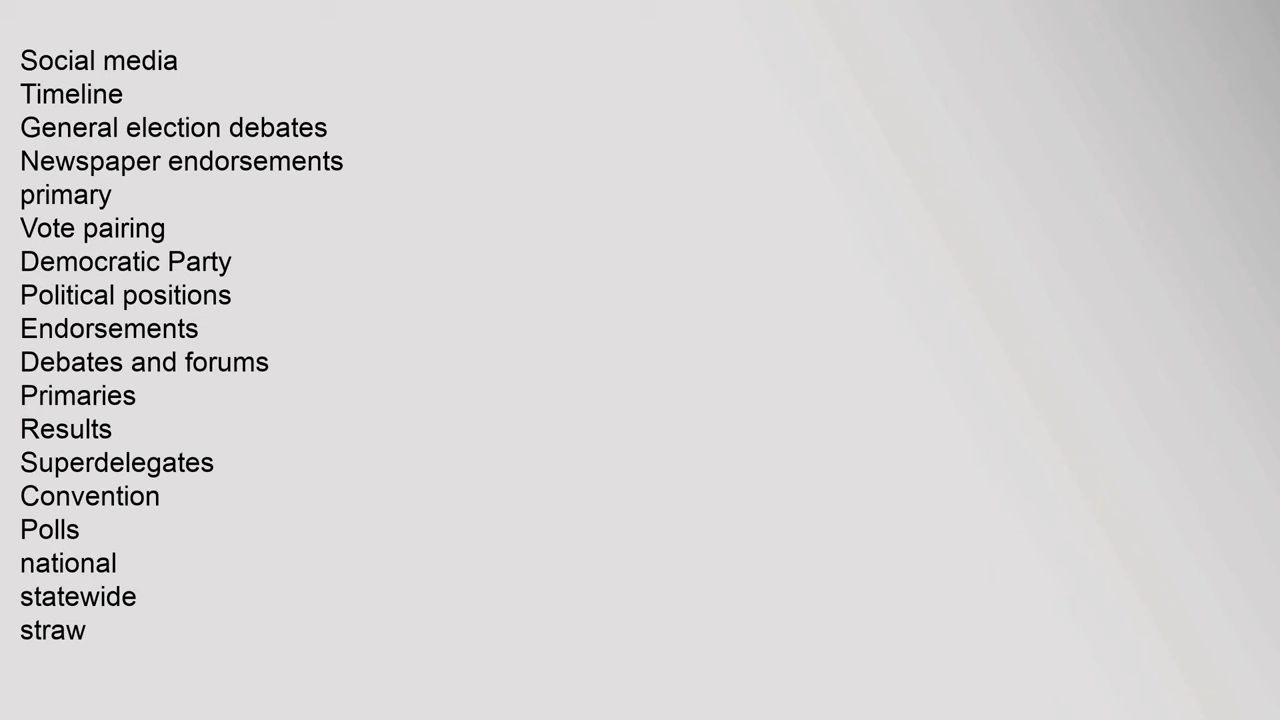 Social media
Timeline
General election debates
Newspaper endorsements
primary
Vote pairing
Democratic Party
Political positions
Endorsements
Debates and forums
Primaries
Results
Superdelegates
Convention
Polls
national
statewide
straw